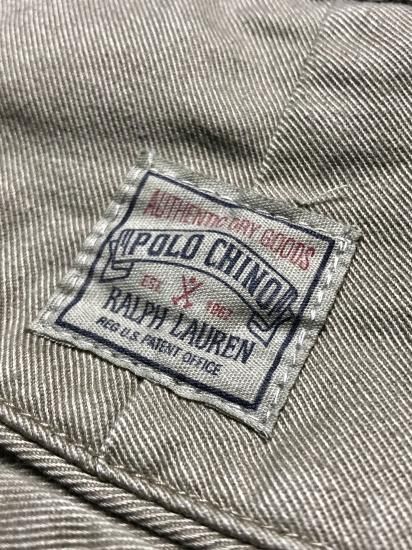 AUTHENTIC DRY GOODS
POLO CHINO
EST. 1967
RALPH LAUREN
REG U.S. PATENT OFFICE